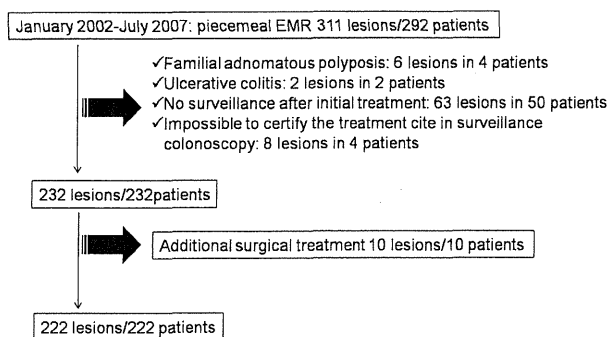 January 2002-July 2007: piecemeal EMR 311 lesions/292 patients
✓Familial adnomatous polyposis: 6 lesions in 4 patients
✓Ulcerative colitis: 2 lesions in 2 patients
✓No surveillance after initial treatment: 63 lesions in 50 patients
✓Impossible to certify the treatment cite in surveillance
colonoscopy: 8 lesions in 4 patients
232 lesions/232patients
Additional surgical treatment 10 lesions/10 patients
222 lesions/222 patients